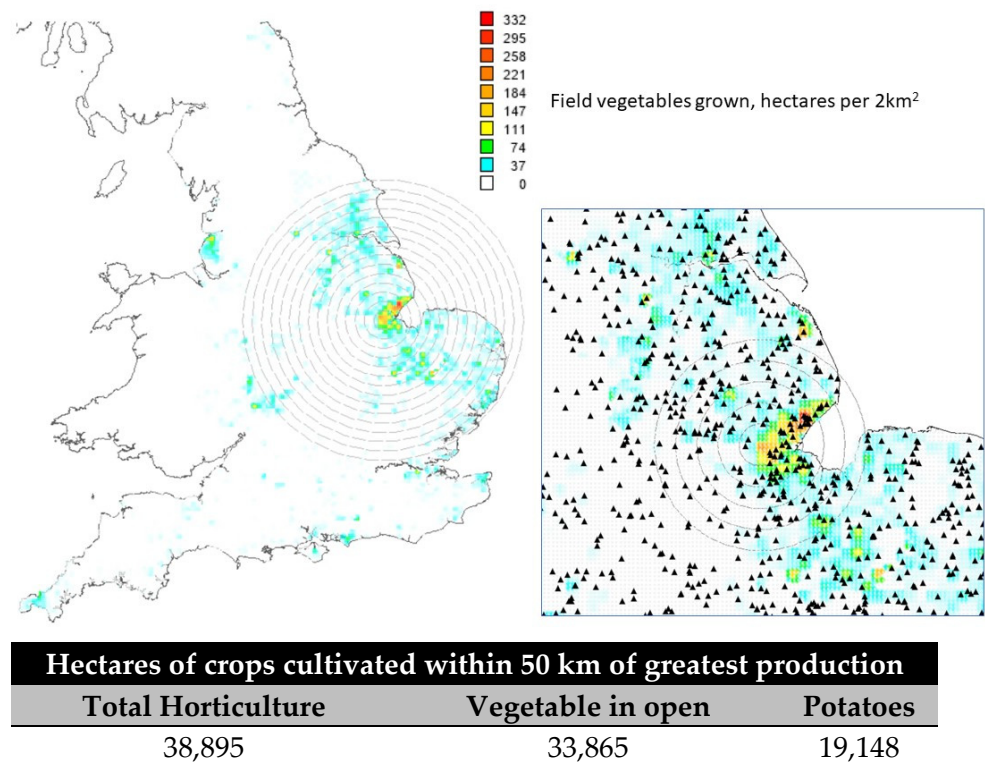 332
295
258
221
184
147
111
74
37
0
Field vegetables grown, hectares per 2km²
Hectares of crops cultivated within 50 km of greatest production
Total Horticulture Vegetable in open Potatoes
38,895 33,865 19,148